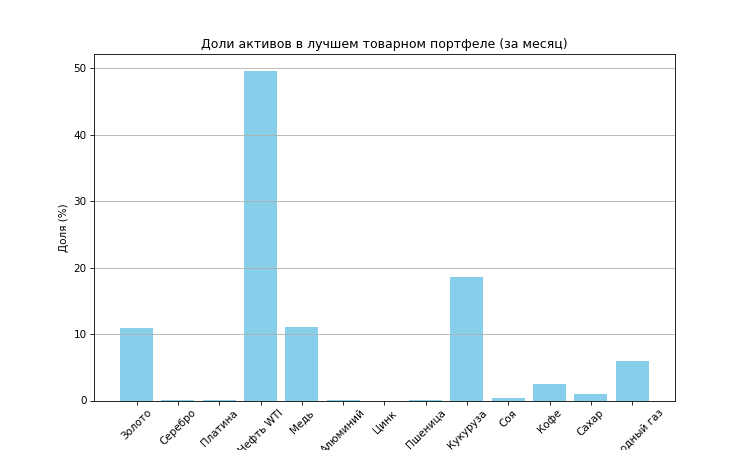 Доли активов в лучшем товарном портфеле (за месяц)
Доля (%)
50
40
30
20
10
0
Золото
Серебро
Платина
Нефть WTI
Медь
Алюминий
Цинк
Пшеница
Кукуруза
Соя
Кофе
Сахар
газ